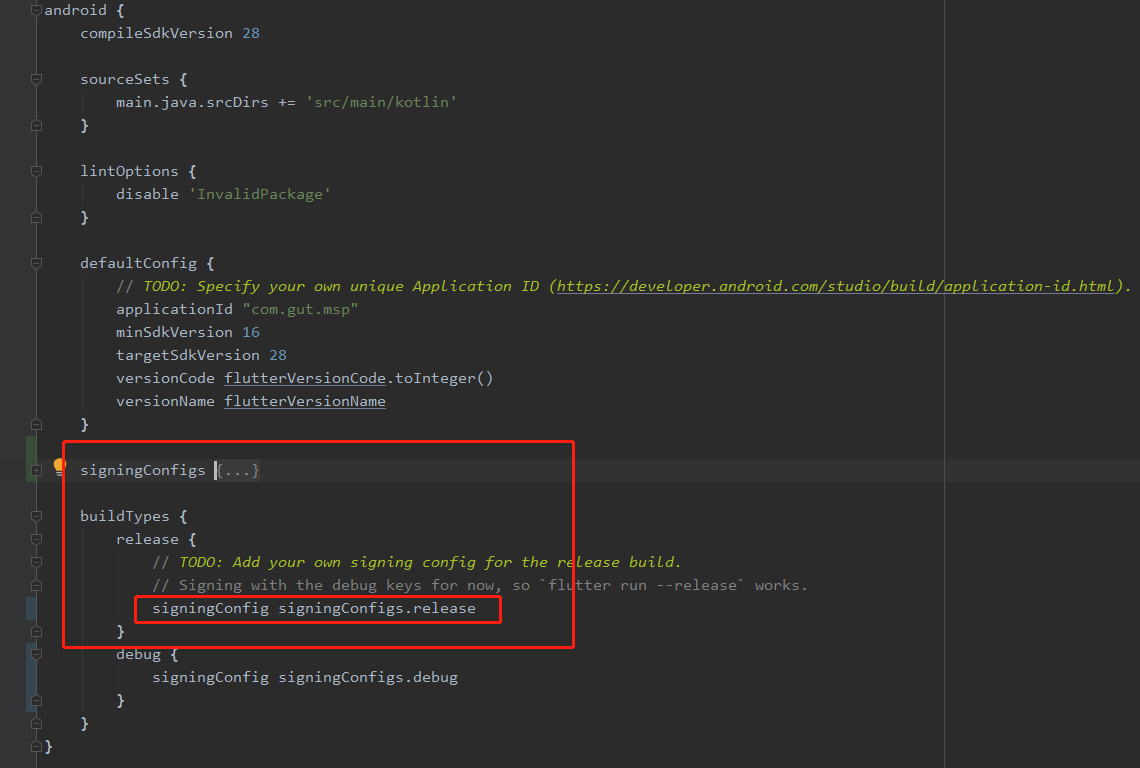 android {
compileSdkVersion 28
sourceSets {
main.java.srcDirs += 'src/main/kotlin'
}
lintOptions {
disable 'InvalidPackage'
}
defaultConfig {
// TODO: Specify your own unique Application ID (https://developer.android.com/studio/build/application-id.html).
applicationId "com.gut.msp"
minSdkVersion 16
targetSdkVersion 28
versionCode flutterVersionCode.toInteger()
versionName flutterVersionName
}
signingConfigs {...}
buildTypes {
release {
// TODO: Add your own signing config for the release build.
// Signing with the debug keys for now, so `flutter run --release` works.
signingConfig signingConfigs.release
}
debug {
signingConfig signingConfigs.debug
}
}
}